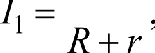 I₁ = 
R + r ,